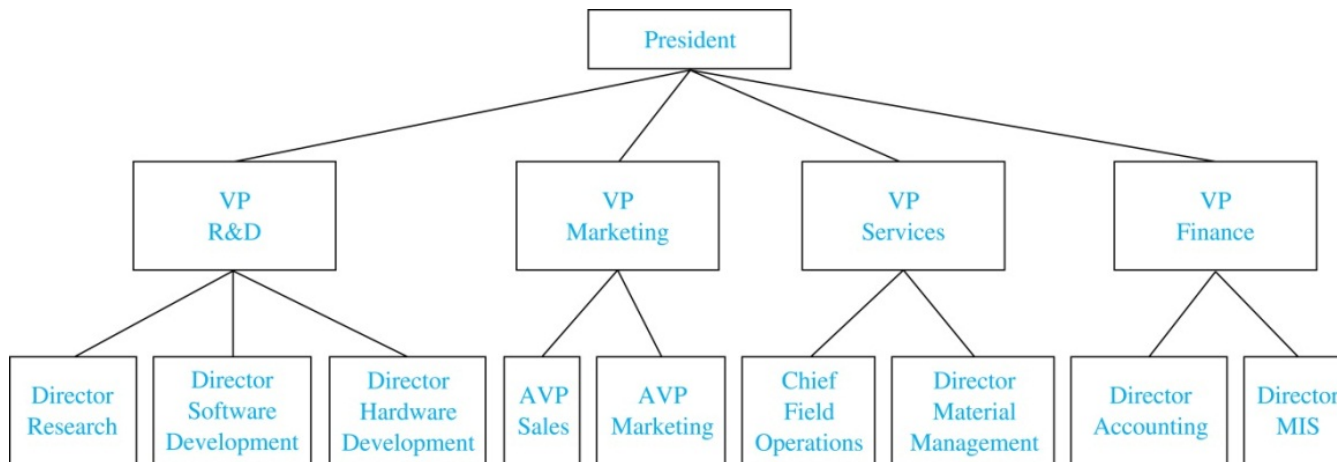 President
VP
R&D
VP
Marketing
VP
Services
VP
Finance
Director
Research
Director
Software
Development
Director
Hardware
Development
AVP
Sales
AVP
Marketing
Chief
Field
Operations
Director
Material
Management
Director
Accounting
Director
MIS